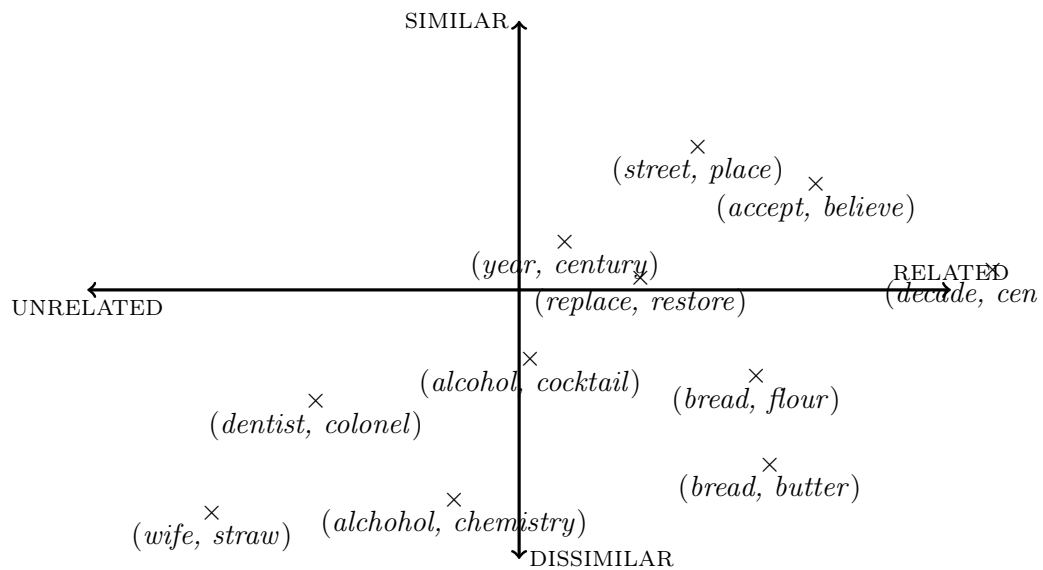 SIMILAR
(street, place)
(accept, believe)
(year, century)
RELATED
(replace, restore)
(decade, cen
UNRELATED
(alcohol, cocktail)
(bread, flour)
(dentist, colonel)
(bread, butter)
(alchohol, chemistry)
(wife, straw)
DISSIMILAR